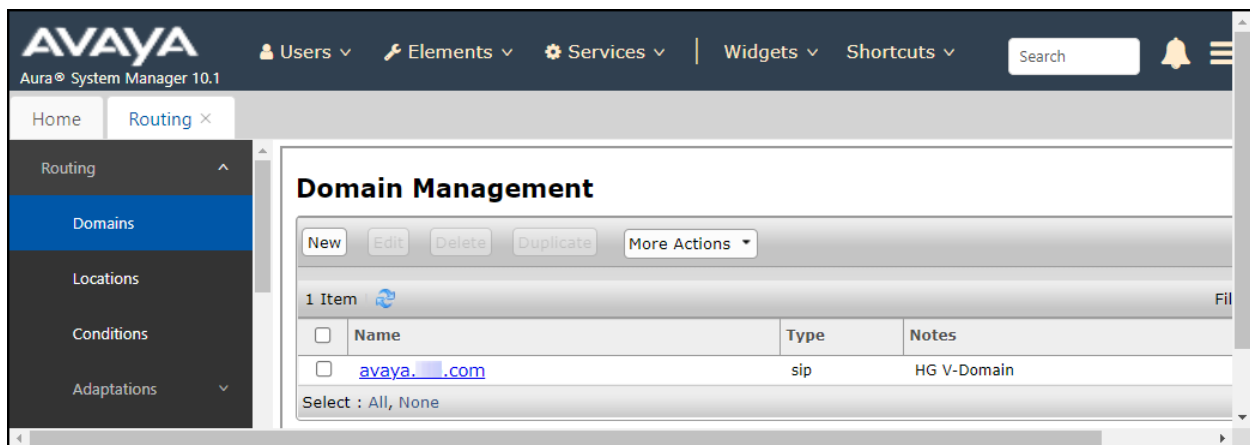 AVAYA
Aura® System Manager 10.1
Users Elements Services | Widgets Shortcuts Search
Home Routing ×
Routing
Domains
Locations
Conditions
Adaptations
Domain Management
New Edit Delete Duplicate More Actions
1 Item Fil
Name Type Notes
avaya. .com sip HG V-Domain
Select : All, None